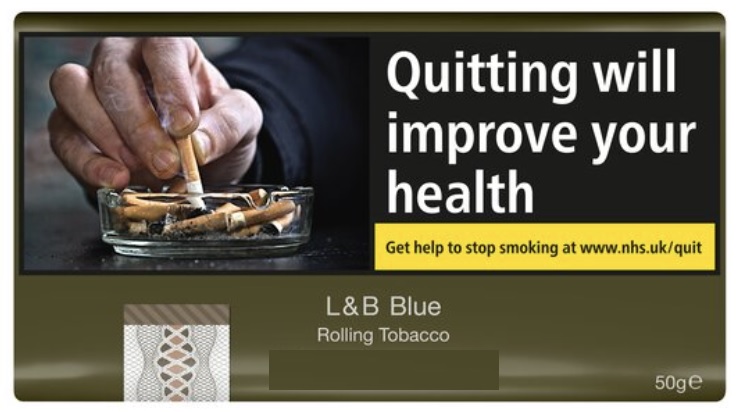 Quitting will
improve your
health
Get help to stop smoking at www.nhs.uk/quit
L&B Blue
Rolling Tobacco
50g℮